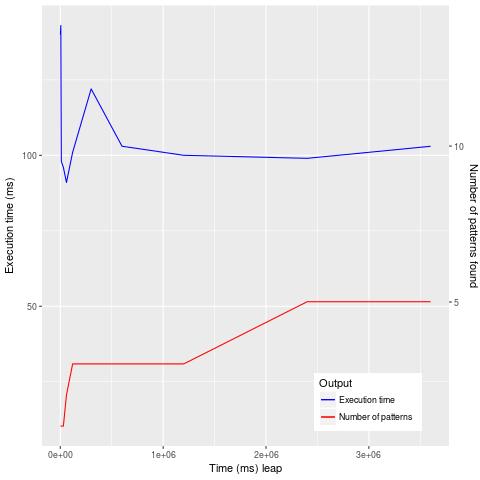 Execution time (ms)
100
50
10
5
Number of patterns found
Output
Execution time
Number of patterns
0e+00 1e+06 2e+06 3e+06
Time (ms) leap